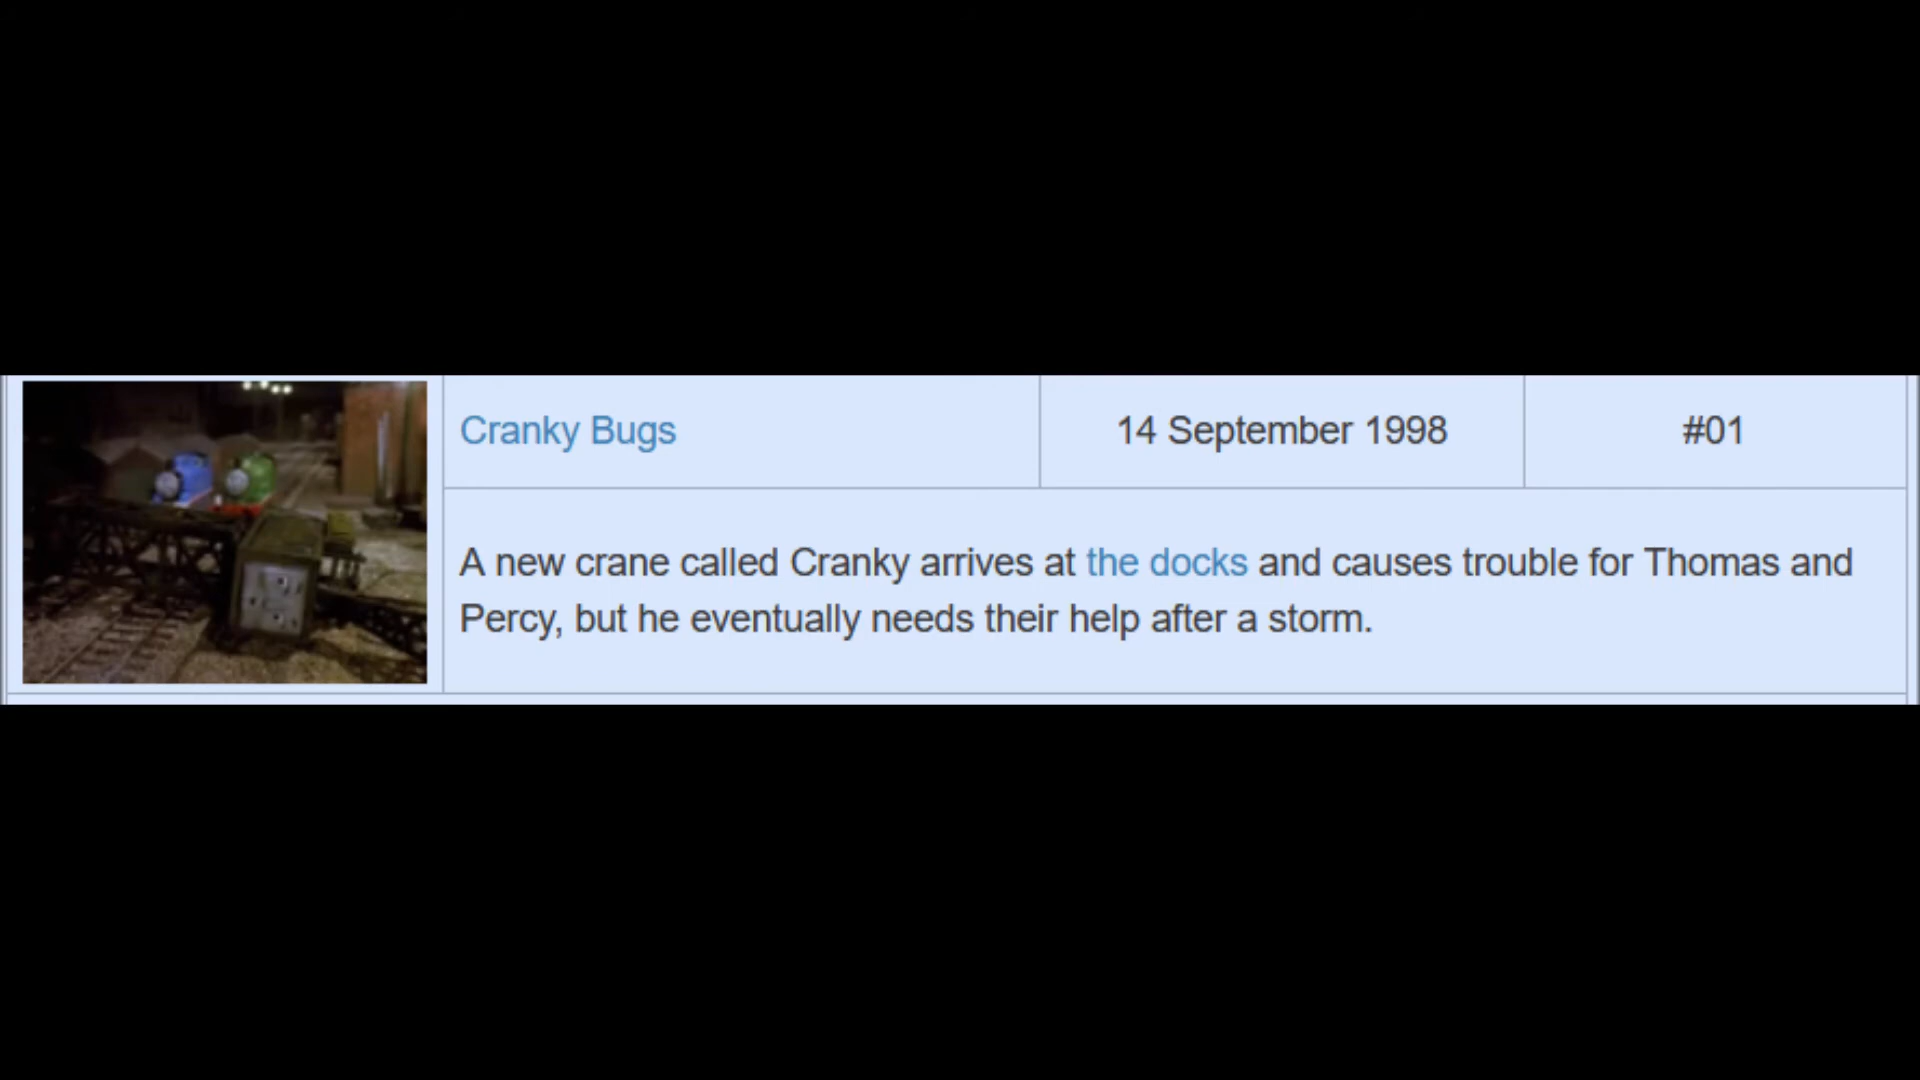 Cranky Bugs
14 September 1998
#01
A new crane called Cranky arrives at the docks and causes trouble for Thomas and
Percy, but he eventually needs their help after a storm.